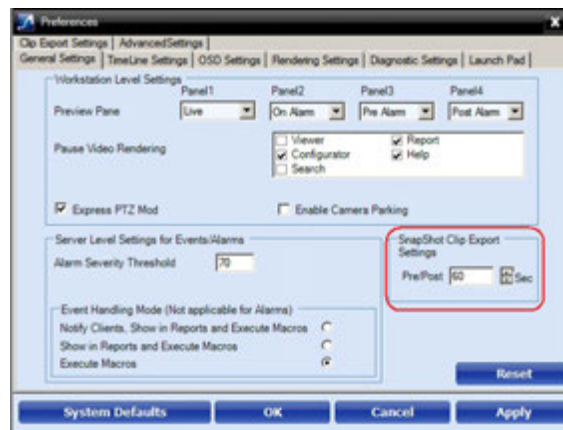 Preferences
X
Clip Export Settings AdvancedSettings
General Settings TimeLine Settings OSD Settings Rendering Settings Diagnostic Settings Launch Pad
Workstation Level Settings
Panel1 Panel2 Panel3 Panel4
Preview Pane Live On Alarm Pre Alarm Post Alarm
Pause Video Rendering
Viewer Report
Configurator Help
Search
Express PTZ Mod Enable Camera Parking
Server Level Settings for Events/Alarms
Alarm Severity Threshold 70
SnapShot Clip Export
Settings
Pre/Post 60 Sec
Event Handling Mode (Not applicable for Alarms)
Notify Clients, Show in Reports and Execute Macros
Show in Reports and Execute Macros
Execute Macros
Reset
System Defaults OK Cancel Apply